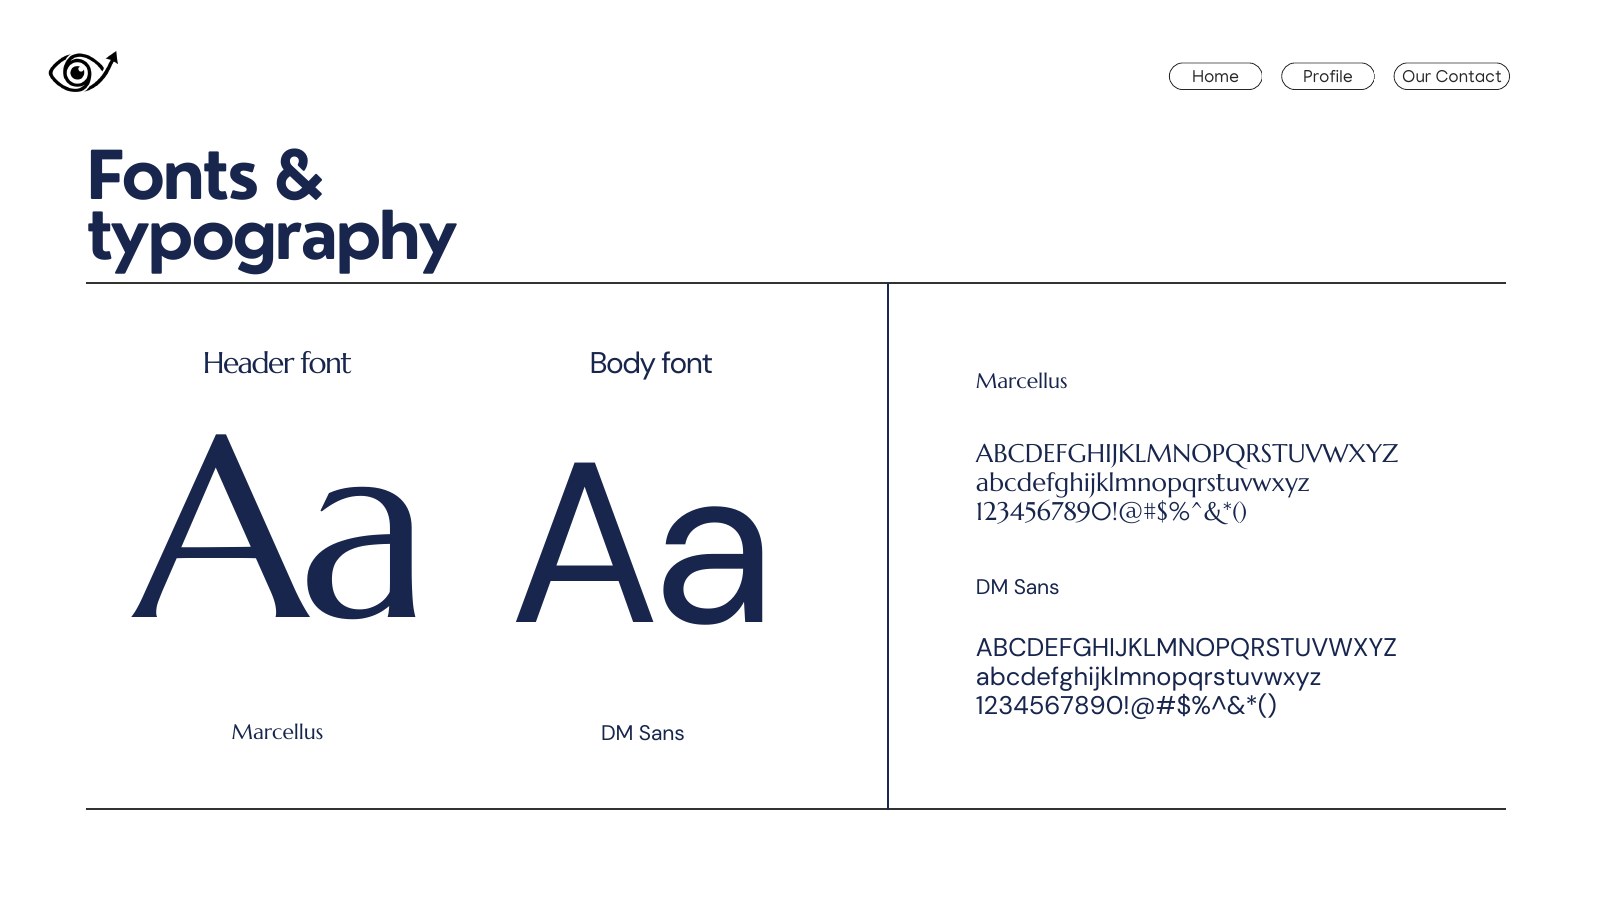 Home
Profile
Our Contact
Fonts &
typography
Header font
Body font
Aa
Aa
Marcellus
DM Sans
Marcellus
ABCDEFGHIJKLMNOPQRSTUVWXYZ
abcdefghijklmnopqrstuvwxyz
1234567890!@#$%^&*()
DM Sans
ABCDEFGHIJKLMNOPQRSTUVWXYZ
abcdefghijklmnopqrstuvwxyz
1234567890!@#$%^&*()